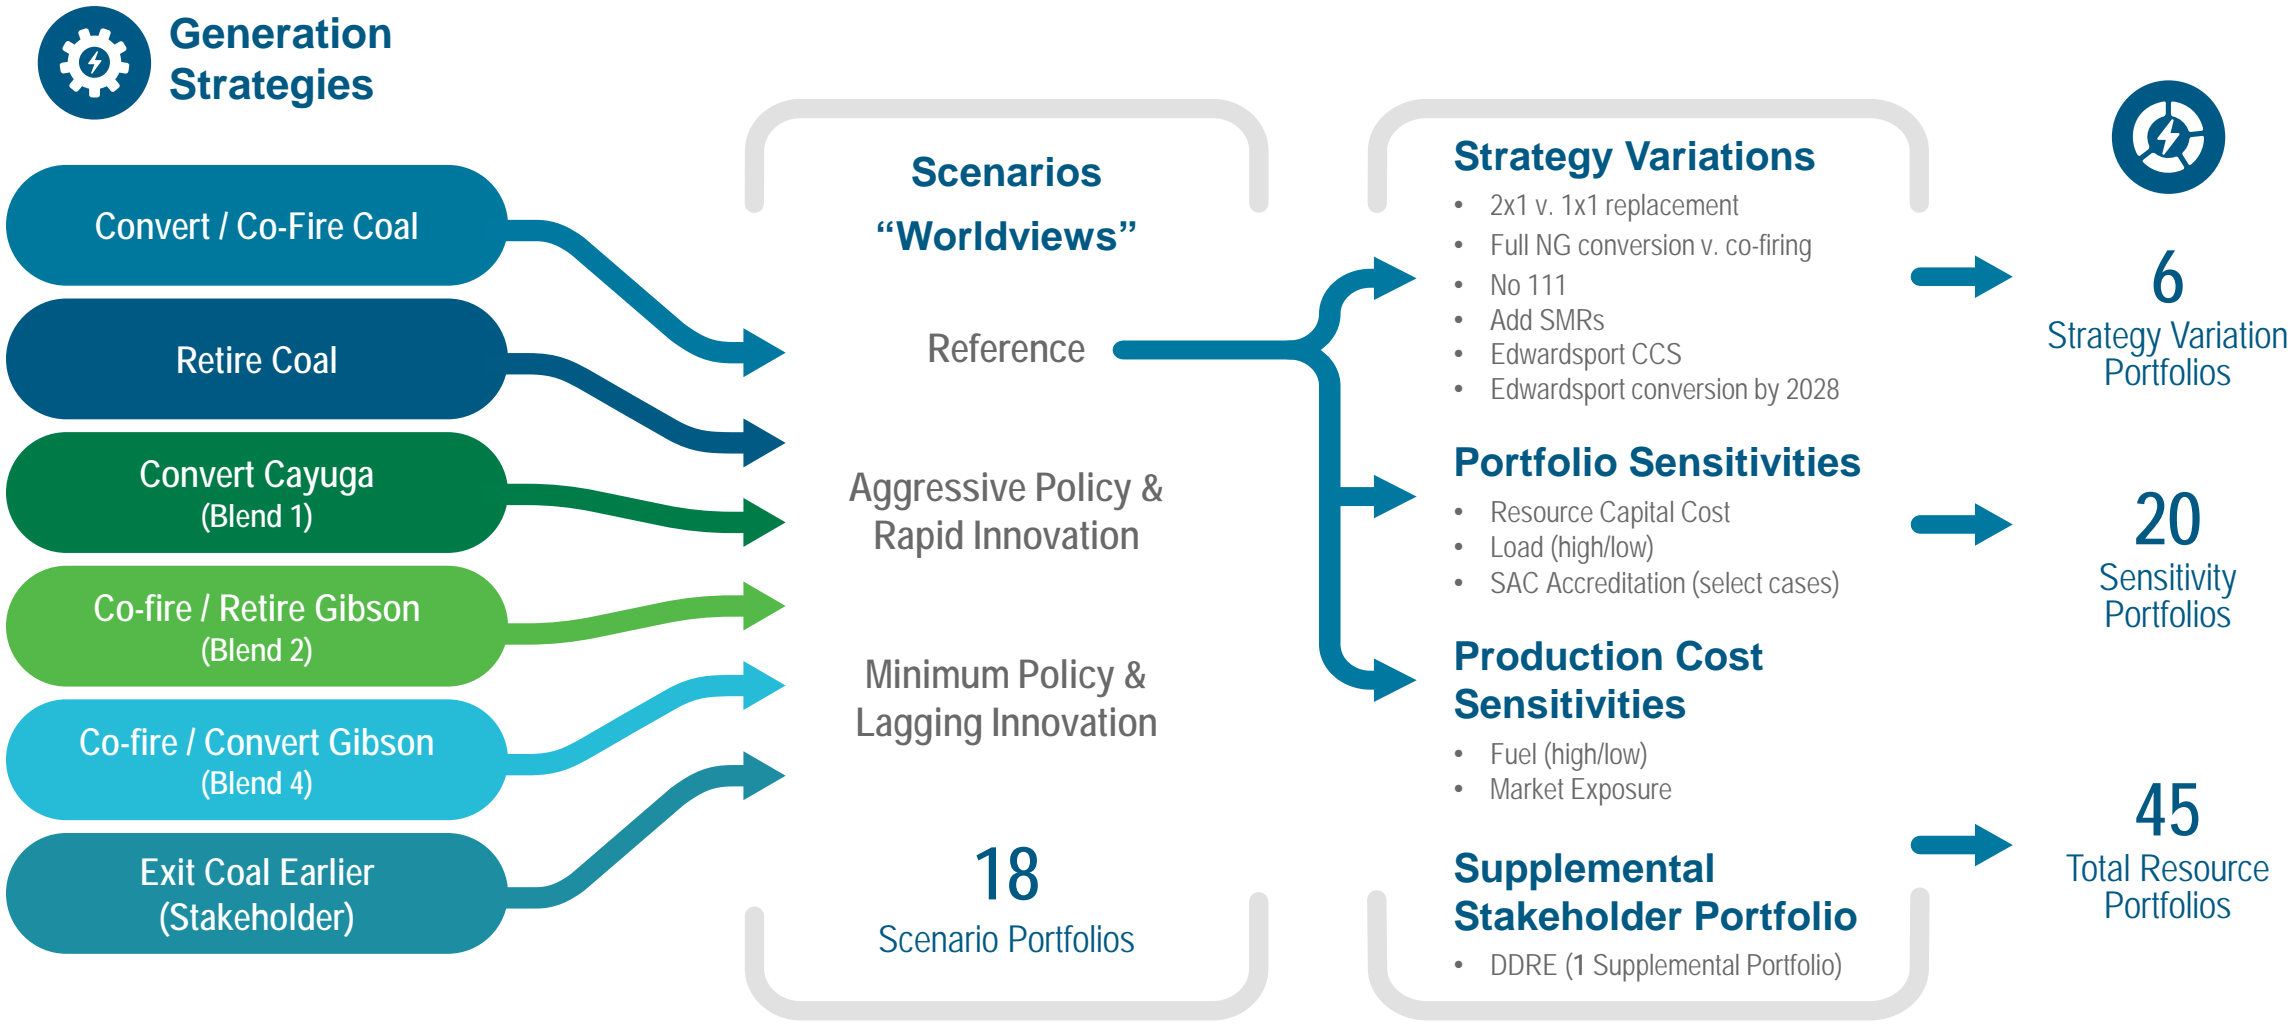 Generation
Strategies
Convert / Co-Fire Coal
Retire Coal
Convert Cayuga
(Blend 1)
Co-fire / Retire Gibson
(Blend 2)
Co-fire / Convert Gibson
(Blend 4)
Exit Coal Earlier
(Stakeholder)
Scenarios
“Worldviews”
Reference
Aggressive Policy &
Rapid Innovation
Minimum Policy &
Lagging Innovation
18
Scenario Portfolios
Strategy Variations
• 2x1 v. 1x1 replacement
• Full NG conversion v. co-firing
• No 111
• Add SMRs
• Edwardsport CCS
• Edwardsport conversion by 2028
Portfolio Sensitivities
• Resource Capital Cost
• Load (high/low)
• SAC Accreditation (select cases)
Production Cost
Sensitivities
• Fuel (high/low)
• Market Exposure
Supplemental
Stakeholder Portfolio
• DDRE (1 Supplemental Portfolio)
6
Strategy Variation
Portfolios
20
Sensitivity
Portfolios
45
Total Resource
Portfolios